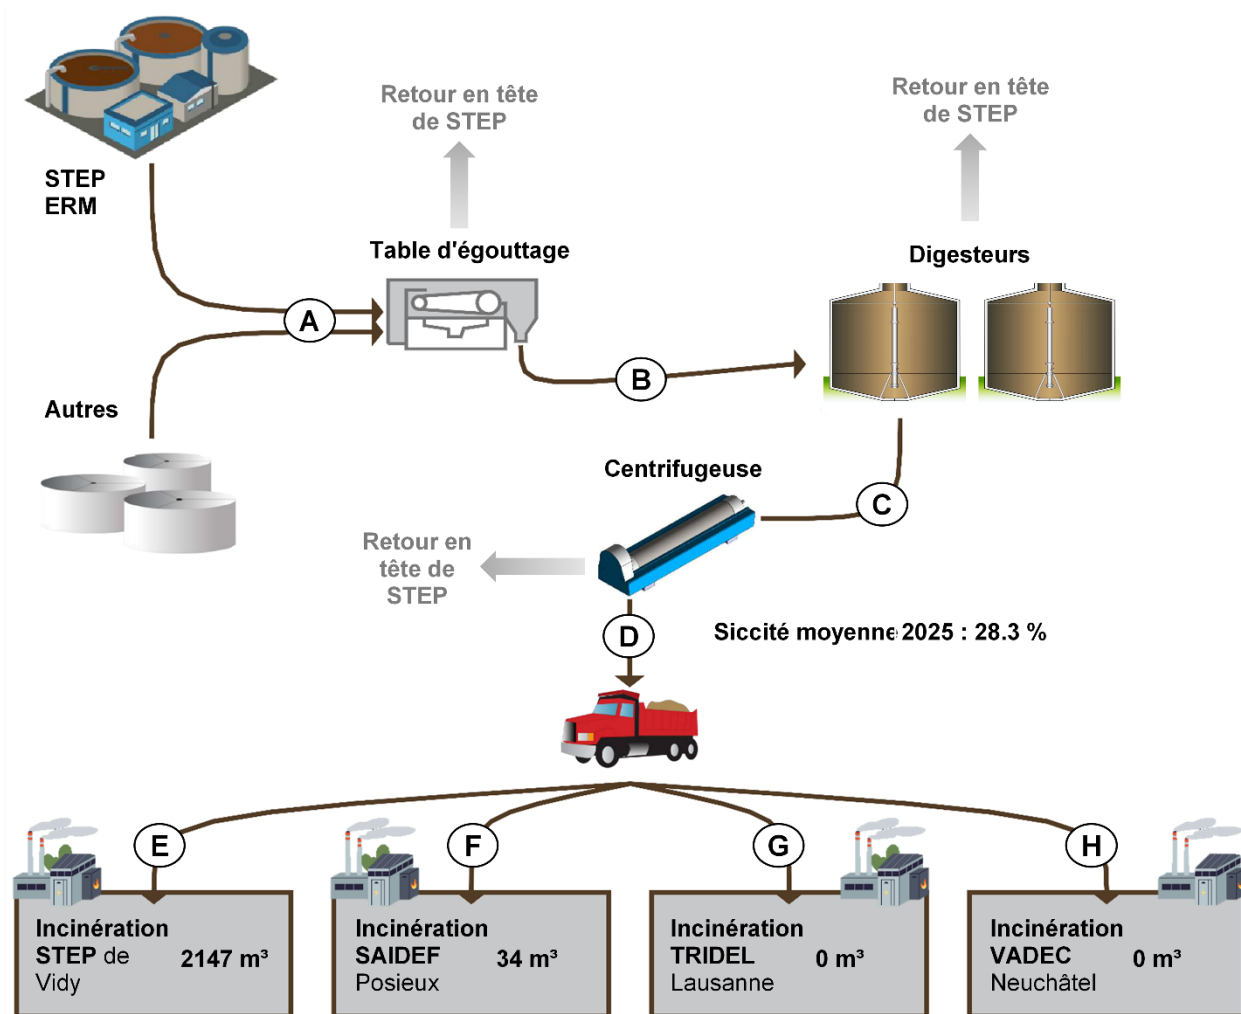 Retour en tête
de STEP
Retour en tête
de STEP
STEP
ERM
Table d'égouttage
Digesteurs
A
B
Autres
Centrifugeuse
C
Retour en
tête de
STEP
D
Siccité moyenne 2025 : 28.3 %
E
F
G
H
Incinération
STEP de
Vidy
2147 m³
Incinération
SAIDEF
Posieux
34 m³
Incinération
TRIDEL
Lausanne
0 m³
Incinération
VADEC
Neuchâtel
0 m³